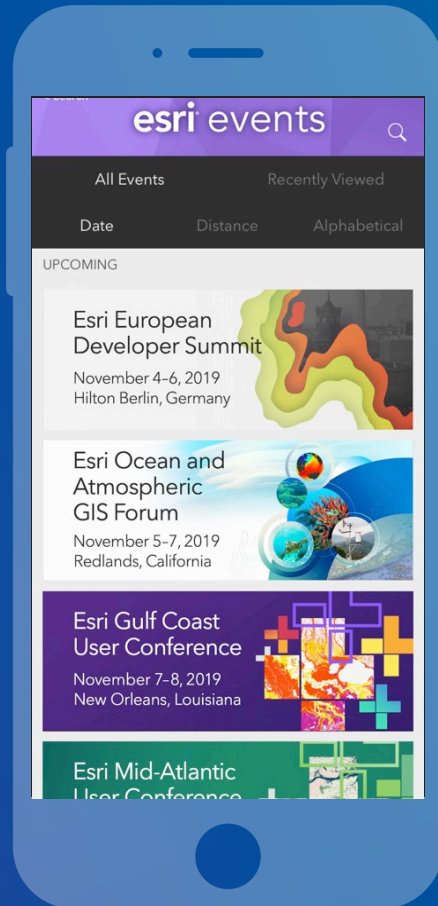 esri events
All Events Recently Viewed
Date Distance Alphabetical
UPCOMING
Esri European
Developer Summit
November 4–6, 2019
Hilton Berlin, Germany
Esri Ocean and
Atmospheric
GIS Forum
November 5–7, 2019
Redlands, California
Esri Gulf Coast
User Conference
November 7–8, 2019
New Orleans, Louisiana
Esri Mid-Atlantic
User Conference